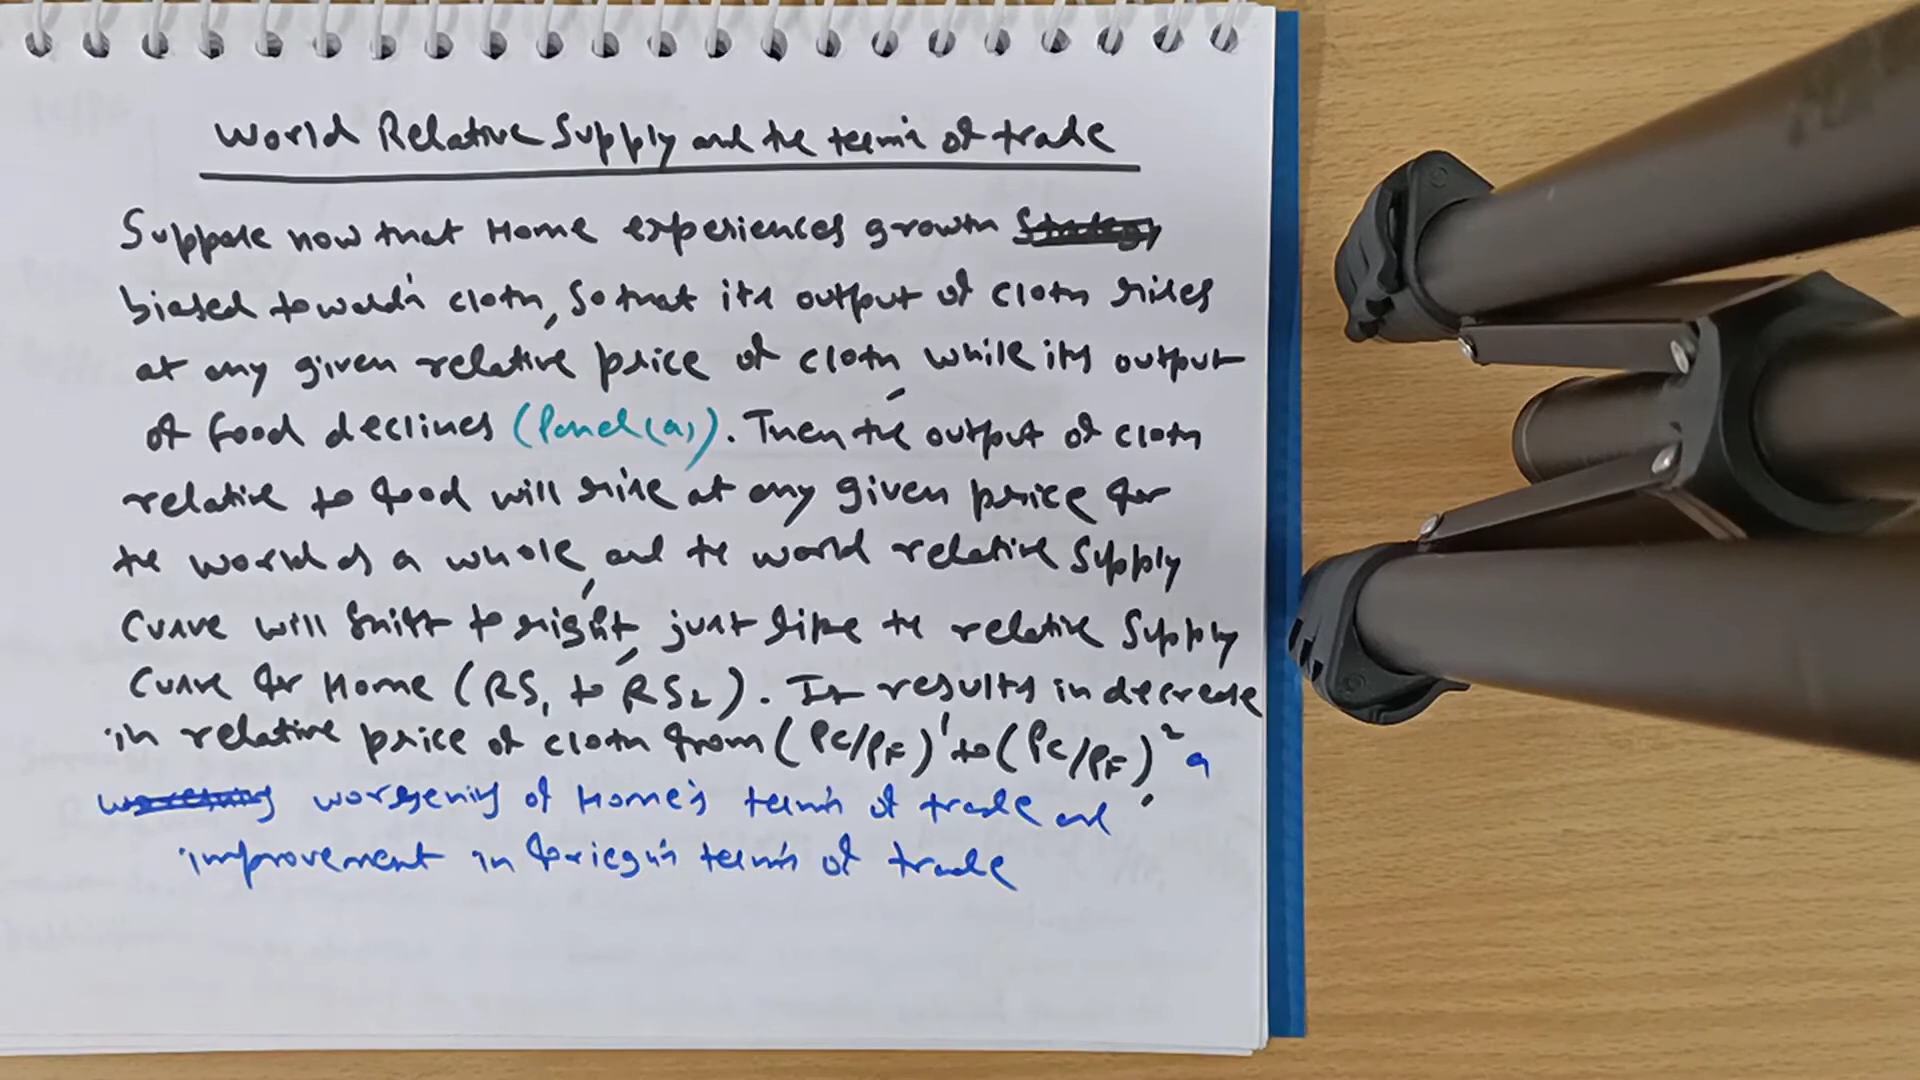 World Relative Supply and the terms of trade
Suppose now that Home experiences growth
biased towards cloth, so that its output of cloth rises
at any given relative price of cloth, while its output
of food declines (Panel (a)). Then the output of cloth
relative to food will rise at any given price for
the world as a whole, and the world relative supply
curve will shift to right, just like the relative supply
curve for Home (RS1 to RS2). It results in decrease
in relative price of cloth from (PC/PF)¹ to (PC/PF)², a
worsening of Home's terms of trade and
improvement in foriegn's terms of trade